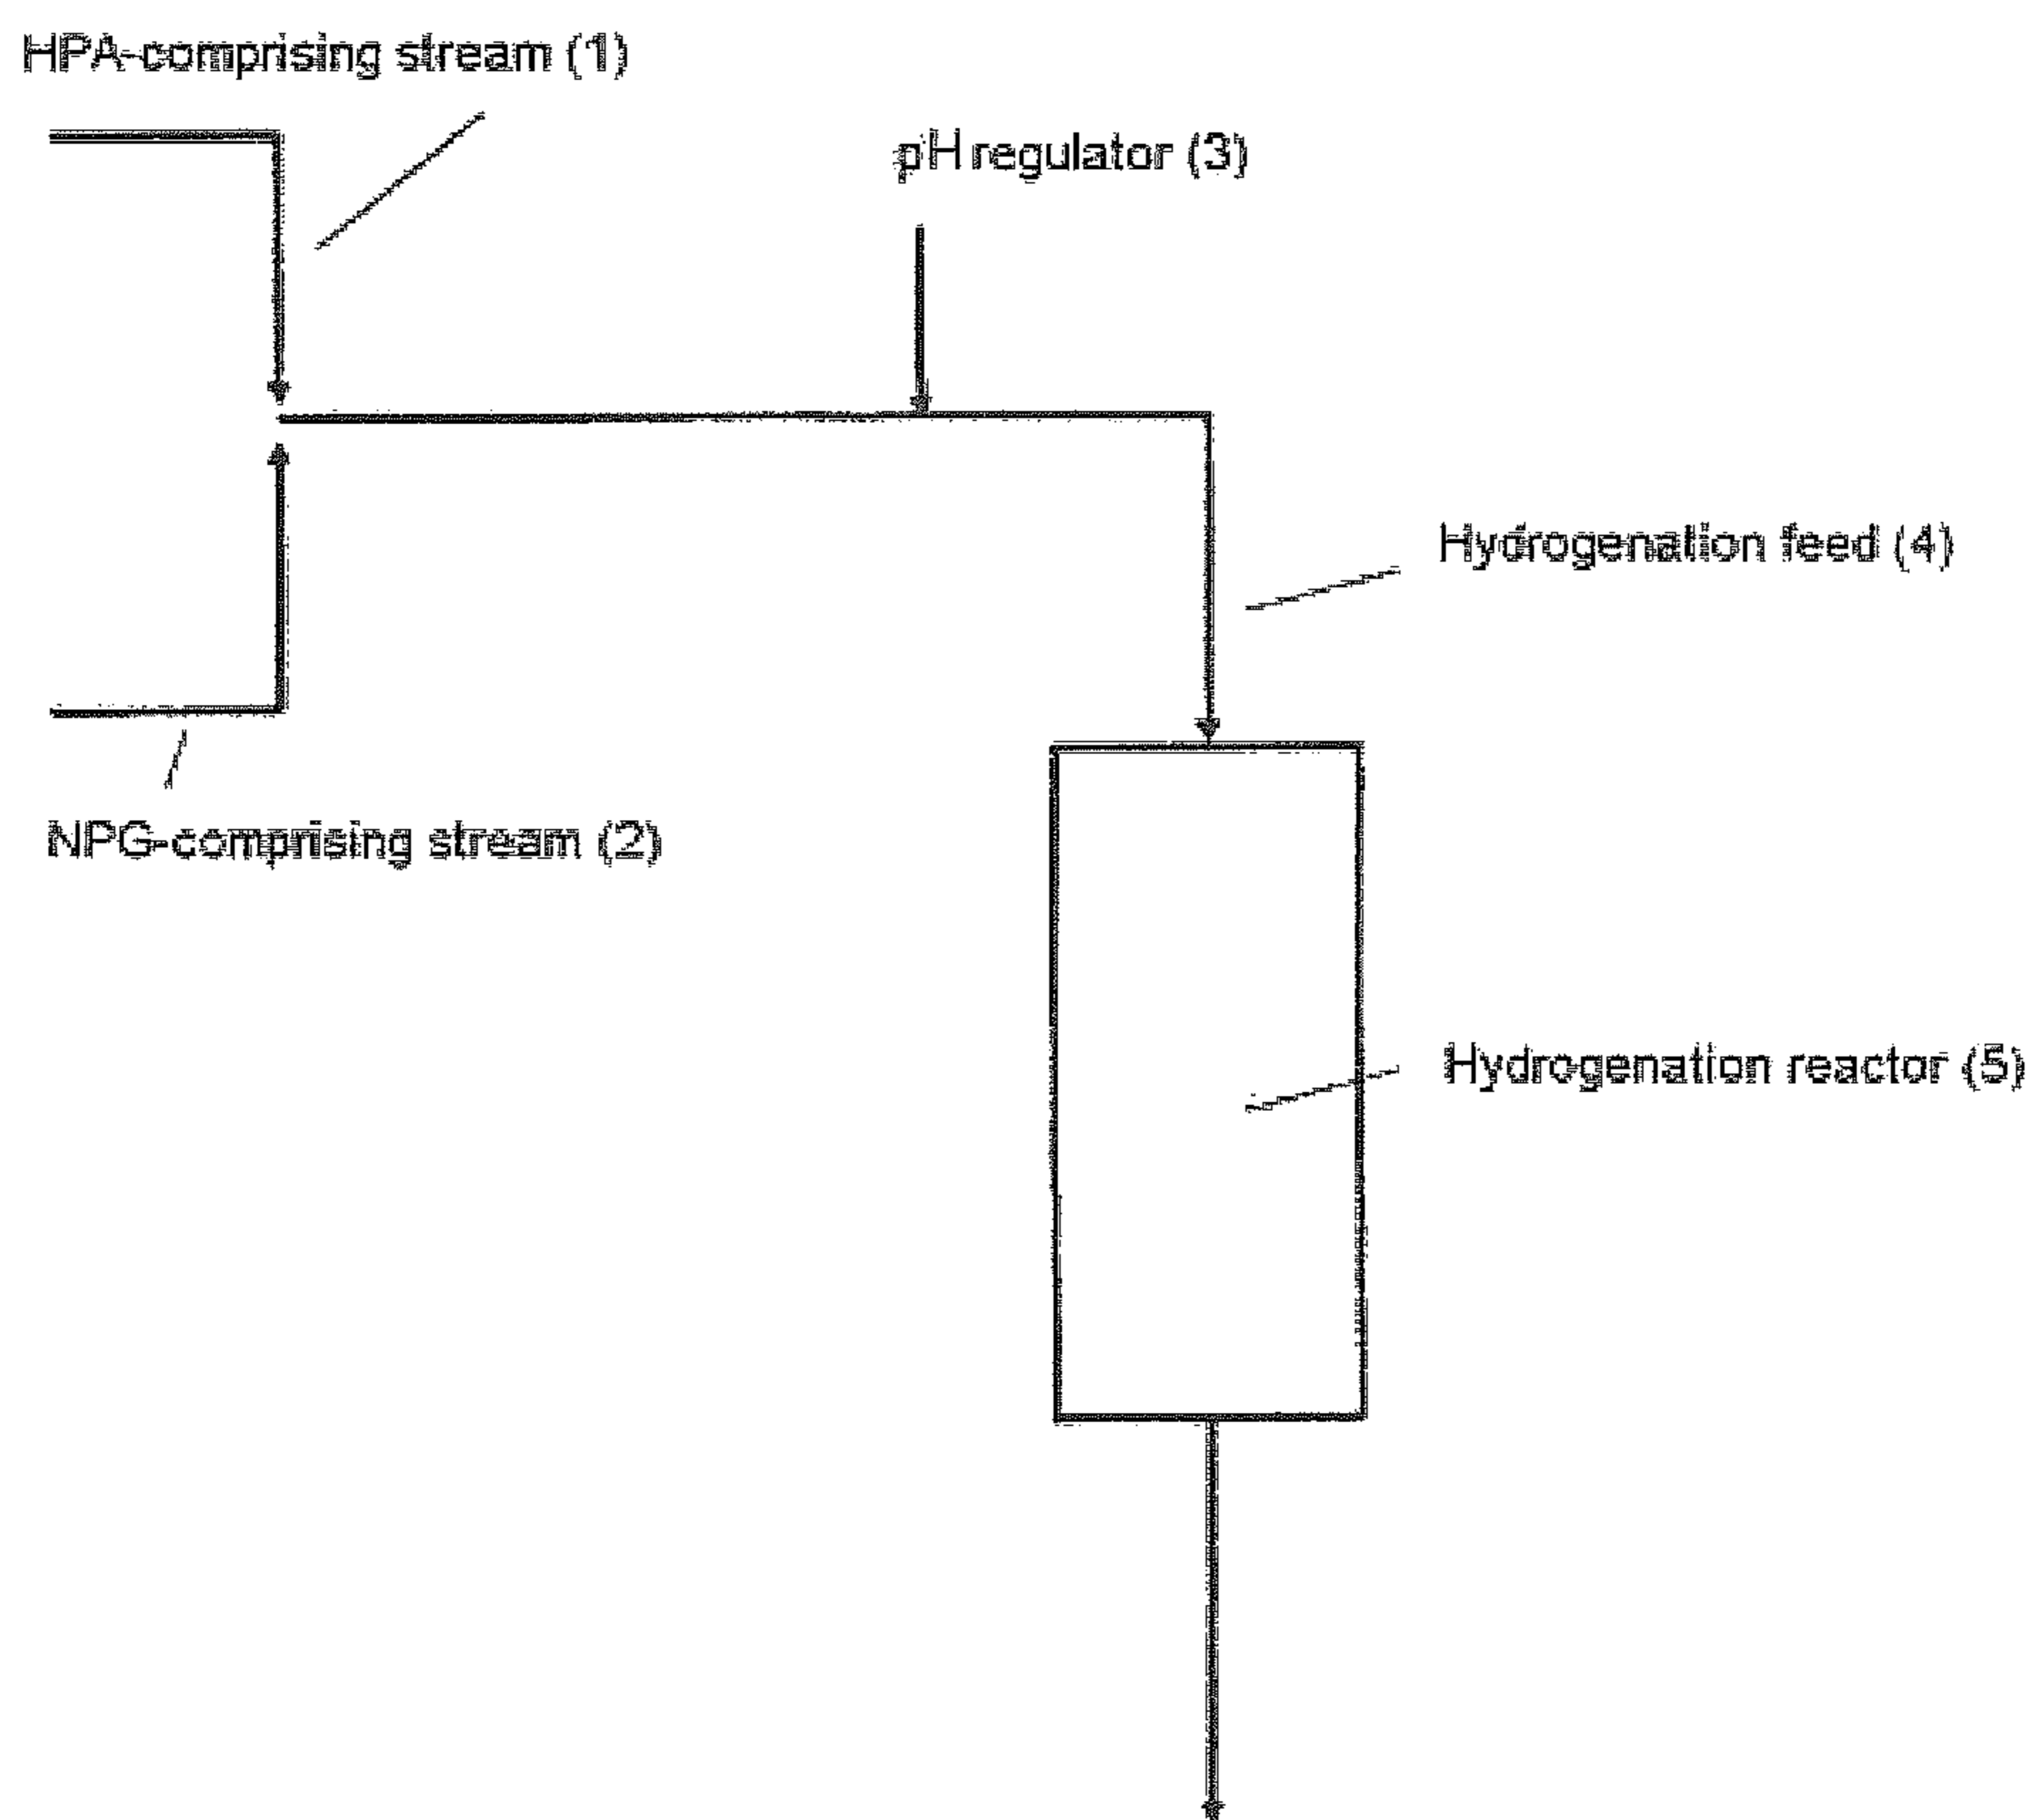 HPA-comprising stream (1)
pH regulator (3)
Hydrogenation feed (4)
NPG-comprising stream (2)
Hydrogenation reactor (5)